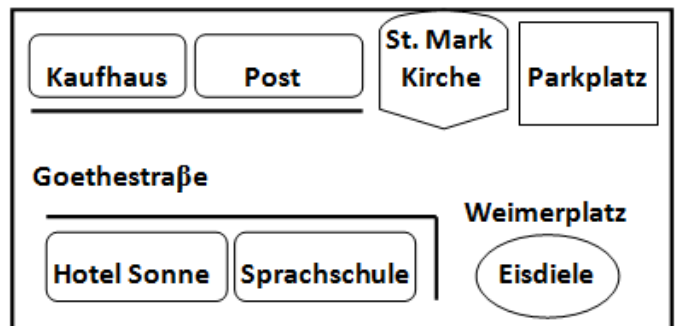 Kaufhaus
Post
St. Mark
Kirche
Parkplatz
Goethestraβe
Weimerplatz
Hotel Sonne
Sprachschule
Eisdiele